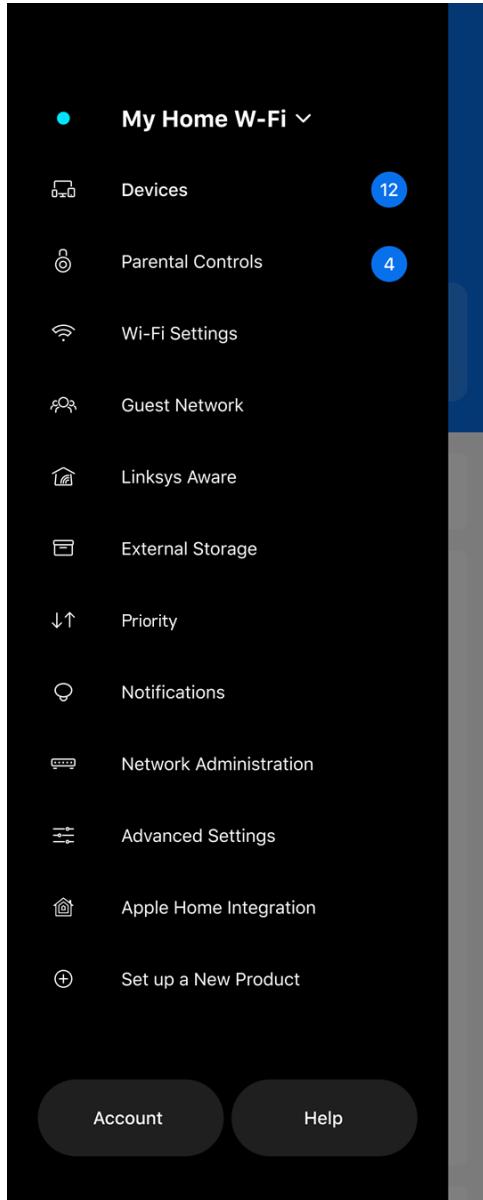 My Home W-Fi
Devices 12
Parental Controls 4
Wi-Fi Settings
Guest Network
Linksys Aware
External Storage
Priority
Notifications
Network Administration
Advanced Settings
Apple Home Integration
Set up a New Product
Account Help